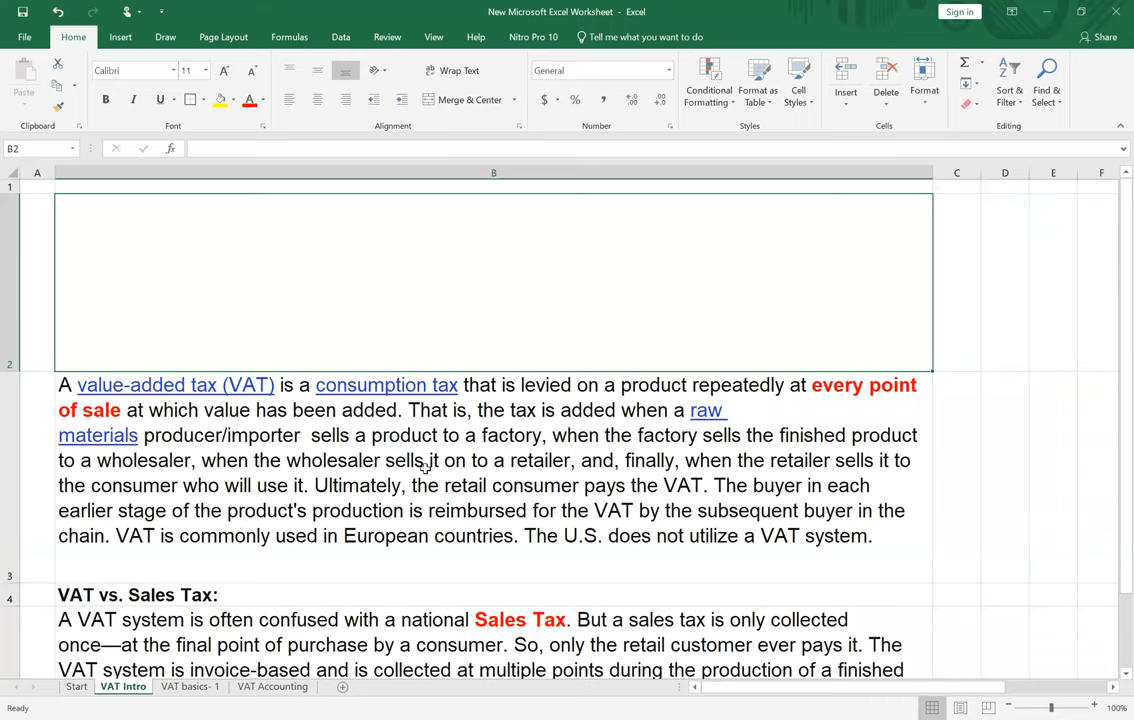 New Microsoft Excel Worksheet - Excel
Sign in
File Home Insert Draw Page Layout Formulas Data Review View Help Nitro Pro 10 Tell me what you want to do Share
Paste
Calibri 11
B I U
Wrap Text
Merge & Center
General
$ % ,
Conditional Formatting
Format as Table
Cell Styles
Insert Delete Format
Sort & Filter
Find & Select
Clipboard Font Alignment Number Styles Cells Editing
B2 fx
A B C D E F
1
2
A value-added tax (VAT) is a consumption tax that is levied on a product repeatedly at every point
of sale at which value has been added. That is, the tax is added when a raw
materials producer/importer sells a product to a factory, when the factory sells the finished product
to a wholesaler, when the wholesaler sells it on to a retailer, and, finally, when the retailer sells it to
the consumer who will use it. Ultimately, the retail consumer pays the VAT. The buyer in each
earlier stage of the product's production is reimbursed for the VAT by the subsequent buyer in the
chain. VAT is commonly used in European countries. The U.S. does not utilize a VAT system.
3
4 VAT vs. Sales Tax:
A VAT system is often confused with a national Sales Tax. But a sales tax is only collected
once—at the final point of purchase by a consumer. So, only the retail customer ever pays it. The
VAT system is invoice-based and is collected at multiple points during the production of a finished
Start VAT Intro VAT basics- 1 VAT Accounting
Ready 100%